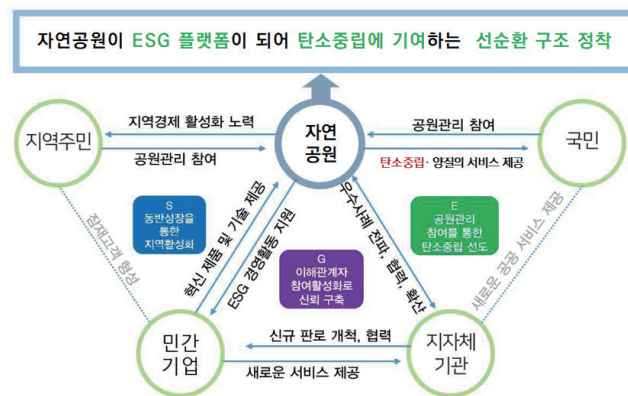 자연공원이 ESG 플랫폼이 되어 탄소중립에 기여하는 선순환 구조 정착
지역주민
지역경제 활성화 노력
공원관리 참여
자연
공원
공원관리 참여
탄소중립· 양질의 서비스 제공
국민
S
동반성장을
통한
지역활성화
E
공원관리
참여를 통한
탄소중립 선도
G
이해관계자
참여활성화로
신뢰 구축
잠재고객 형성
혁신 제품 및 기술 제공
ESG 경영활동 지원
우수사례 전파, 협력, 확산
새로운 공공 서비스 제공
민간
기업
신규 판로 개척, 협력
새로운 서비스 제공
지자체
기관